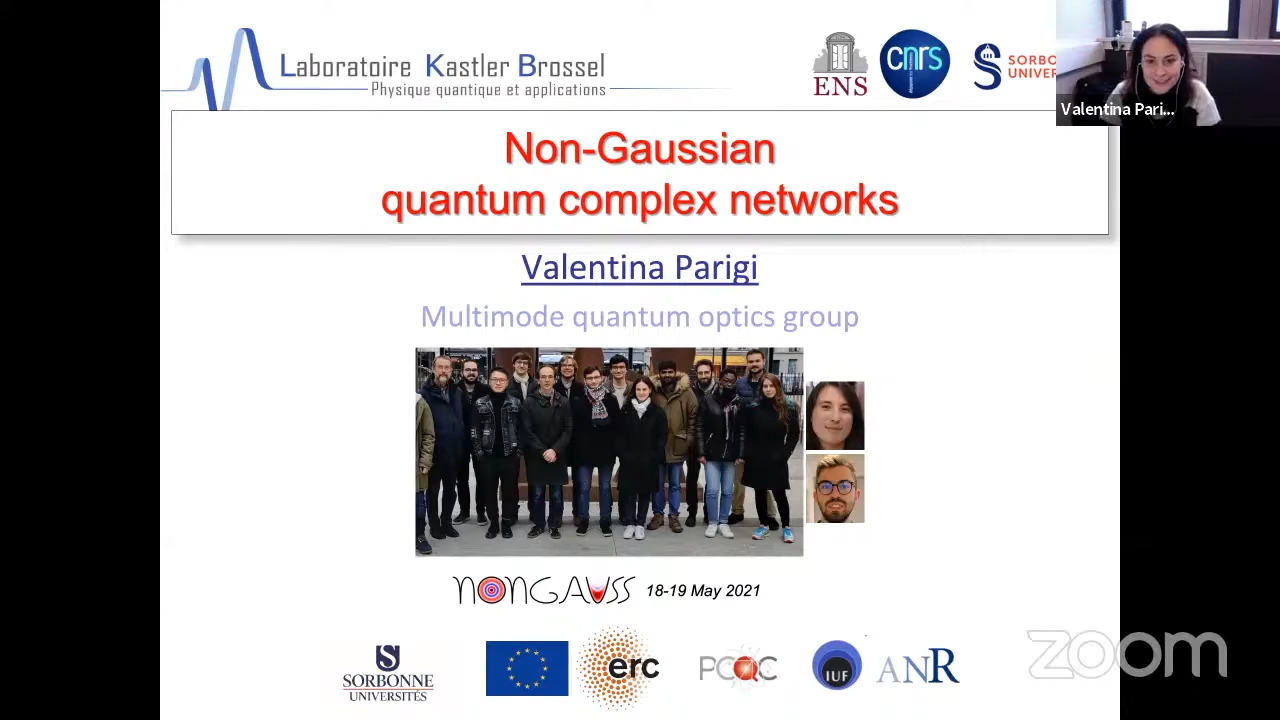 Laboratoire Kastler Brossel
Physique quantique et applications
ENS
cnrs
SORBO
UNIVER
Valentina Pari...
Non-Gaussian
quantum complex networks
Valentina Parigi
Multimode quantum optics group
NONGAUSS 18-19 May 2021
S
SORBONNE
UNIVERSITÉS
erc
PCQC
IUF
ANR
zoom